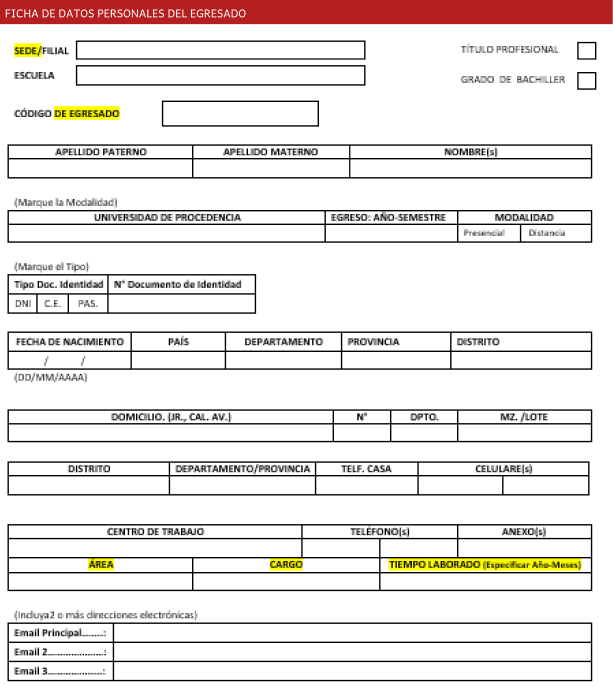 FICHA DE DATOS PERSONALES DEL EGRESADO
SEDE/FILIAL TÍTULO PROFESIONAL
ESCUELA GRADO DE BACHILLER
CÓDIGO DE EGRESADO
APELLIDO PATERNO APELLIDO MATERNO NOMBRE(s)
(Marque la Modalidad)
UNIVERSIDAD DE PROCEDENCIA EGRESO: AÑO-SEMESTRE MODALIDAD
Presencial Distancia
(Marque el Tipo)
Tipo Doc. Identidad N° Documento de Identidad
DNI C.E. PAS.
FECHA DE NACIMIENTO PAÍS DEPARTAMENTO PROVINCIA DISTRITO
/ /
(DD/MM/AAAA)
DOMICILIO. (JR., CAL. AV.) N° DPTO. MZ. /LOTE
DISTRITO DEPARTAMENTO/PROVINCIA TELF. CASA CELULARE(s)
CENTRO DE TRABAJO TELÉFONO(s) ANEXO(s)
ÁREA CARGO TIEMPO LABORADO (Especificar Año-Meses)
(Incluya2 o más direcciones electrónicas)
Email Principal........:
Email 2.....................:
Email 3.....................: